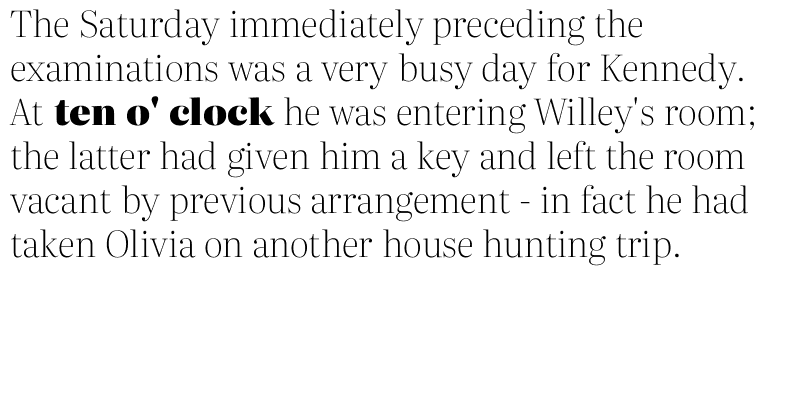 The Saturday immediately preceding the
examinations was a very busy day for Kennedy.
At ten o' clock he was entering Willey's room;
the latter had given him a key and left the room
vacant by previous arrangement - in fact he had
taken Olivia on another house hunting trip.